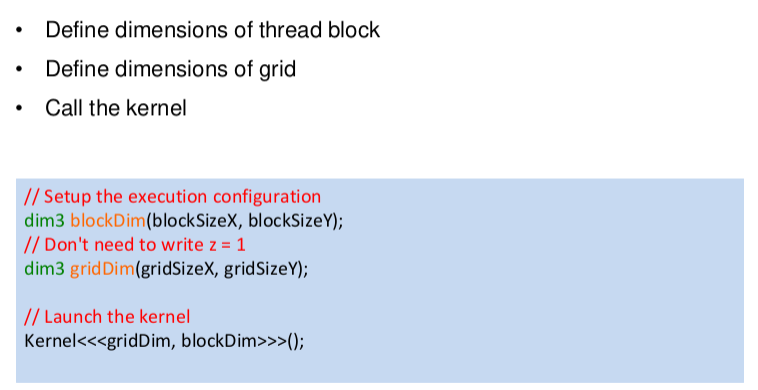 • Define dimensions of thread block
• Define dimensions of grid
• Call the kernel
// Setup the execution configuration
dim3 blockDim(blockSizeX, blockSizeY);
// Don't need to write z = 1
dim3 gridDim(gridSizeX, gridSizeY);
// Launch the kernel
Kernel<<<gridDim, blockDim>>>();